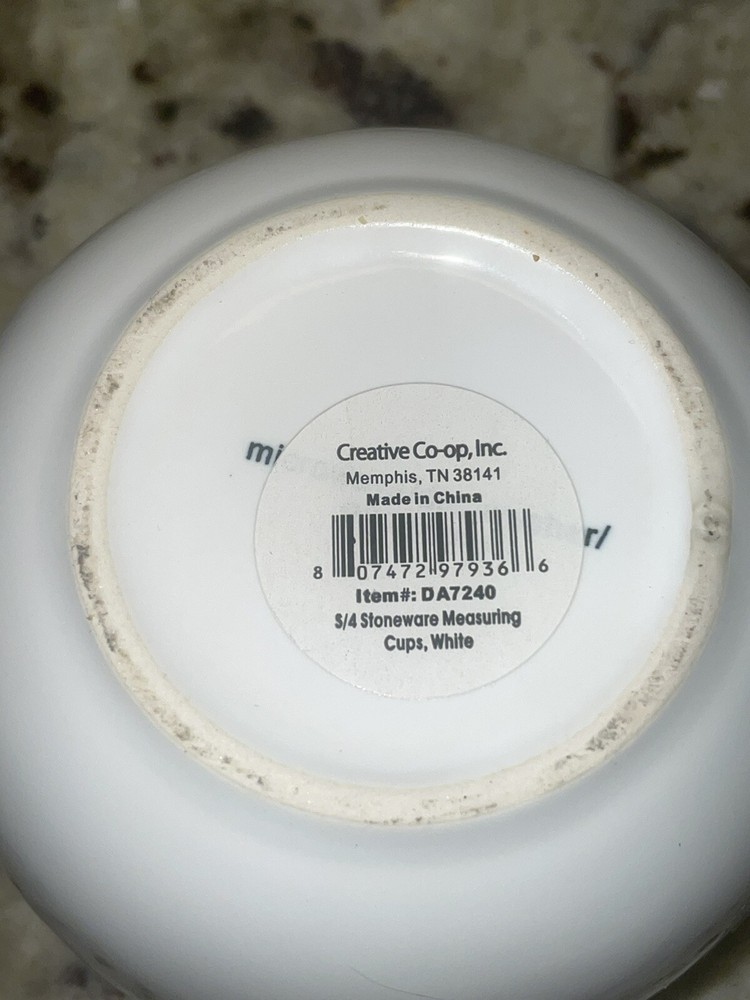 Creative Co-op, Inc.
Memphis, TN 38141
Made in China
8 07472 97936 6
Item#: DA7240
S/4 Stoneware Measuring
Cups, White